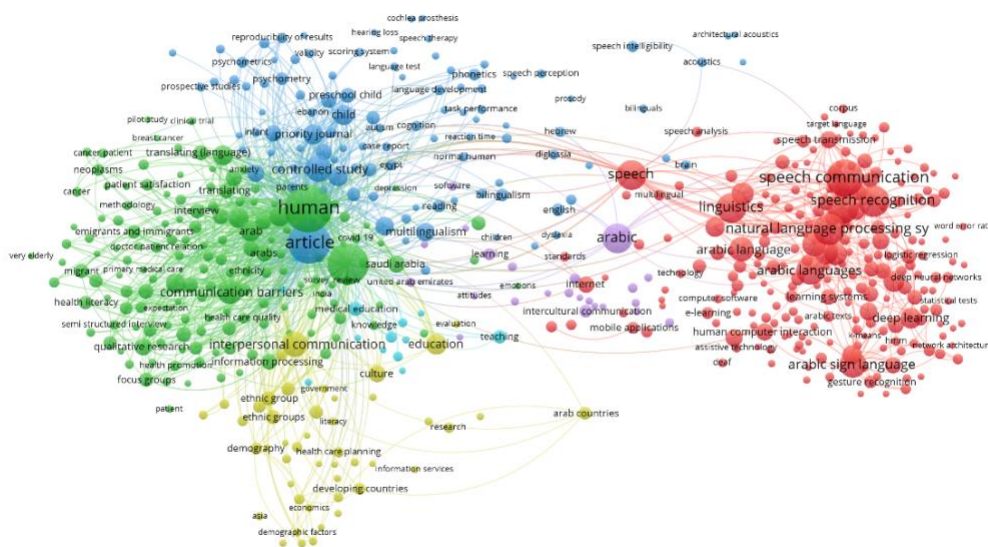 cochlea prosthesis
hearing loss
speech therapy
reproducibility of results
validity
scoring system
architectural acoustics
speech intelligibility
psychometrics
language test
acoustics
psychometry
phonetics
speech perception
prospective studies
language development
preschool child
prosody
bilinguals
corpus
lebanon
child
task performance
target language
pilot study
clinical trial
autism
cognition
infant
priority journal
reaction time
hebrew
speech analysis
speech transmission
breast cancer
case report
cancer patient
translating (language)
normal human
diglossia
brain
neoplasms
anxiety
controlled study
egypt
speech
speech communication
cancer
patient satisfaction
translating
parents
depression
software
bilingualism
multilingual
methodology
interview
human
reading
english
linguistics
speech recognition
emigrants and immigrants
arab
article
covid-19
multilingualism
children
dyslexia
arabic
natural language processing sy
word error rat
doctor patient relation
arabs
very elderly
learning
standards
arabic language
logistic regression
migrant
primary medical care
ethnicity
saudi arabia
emotions
technology
arabic languages
deep neural networks
india
united arab emirates
internet
health literacy
expectation
communication barriers
attitudes
computer software
learning systems
statistical tests
medical education
intercultural communication
e-learning
arabic texts
deep learning
semi structured interview
health care quality
knowledge
evaluation
mobile applications
human computer interaction
k-means
hmm
network architectur
qualitative research
interpersonal communication
education
teaching
assistive technology
health promotion
information processing
deaf
arabic sign language
focus groups
culture
gesture recognition
government
patient
ethnic group
ethnic groups
literacy
research
arab countries
demography
health care planning
information services
developing countries
economics
asia
demographic factors